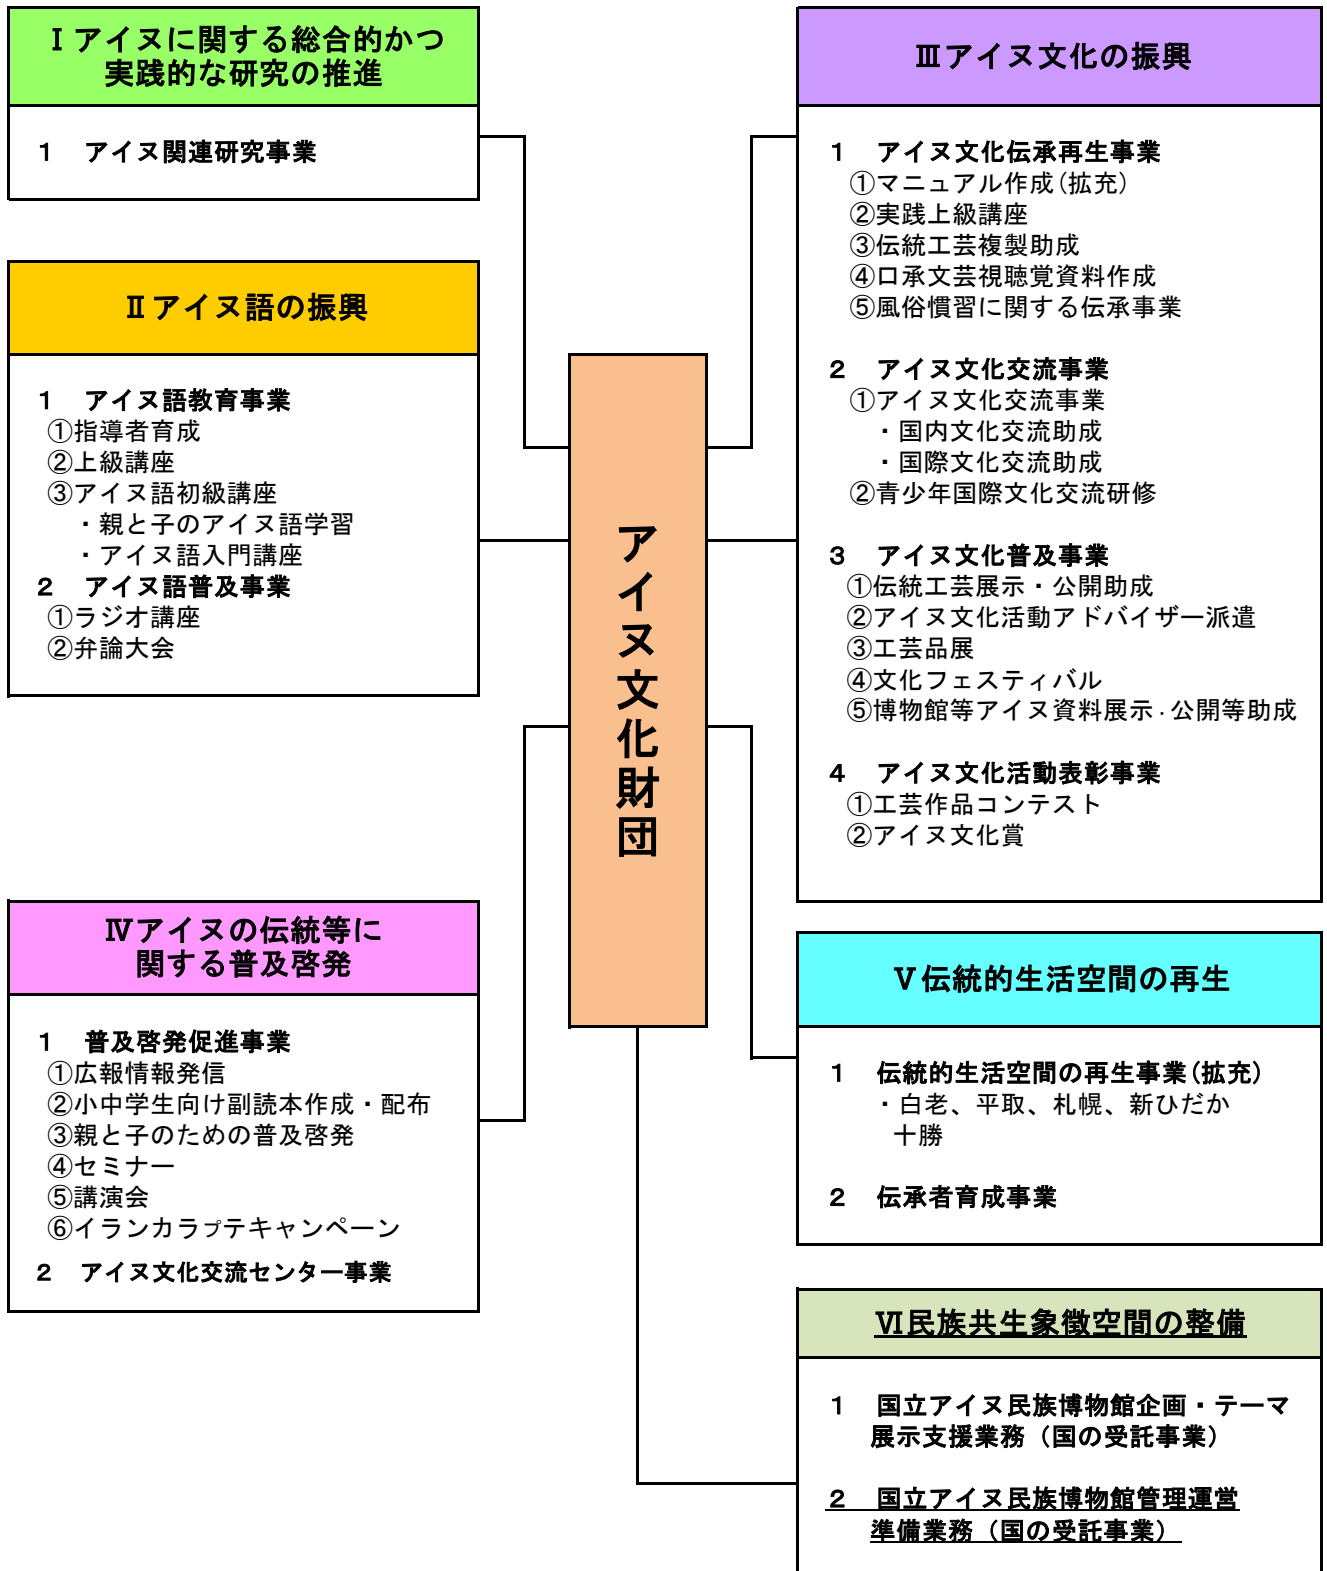 Ⅰアイヌに関する総合的かつ
実践的な研究の推進
1 アイヌ関連研究事業
Ⅱアイヌ語の振興
1 アイヌ語教育事業
①指導者育成
②上級講座
③アイヌ語初級講座
・親と子のアイヌ語学習
・アイヌ語入門講座
2 アイヌ語普及事業
①ラジオ講座
②弁論大会
Ⅲアイヌ文化の振興
1 アイヌ文化伝承再生事業
①マニュアル作成(拡充)
②実践上級講座
③伝統工芸複製助成
④口承文芸視聴覚資料作成
⑤風俗慣習に関する伝承事業
2 アイヌ文化交流事業
①アイヌ文化交流事業
・国内文化交流助成
・国際文化交流助成
②青少年国際文化交流研修
3 アイヌ文化普及事業
①伝統工芸展示・公開助成
②アイヌ文化活動アドバイザー派遣
③工芸品展
④文化フェスティバル
⑤博物館等アイヌ資料展示・公開等助成
4 アイヌ文化活動表彰事業
①工芸作品コンテスト
②アイヌ文化賞
アイヌ文化財団
Ⅳアイヌの伝統等に
関する普及啓発
1 普及啓発促進事業
①広報情報発信
②小中学生向け副読本作成・配布
③親と子のための普及啓発
④セミナー
⑤講演会
⑥イランカラㇷ゚テキャンペーン
2 アイヌ文化交流センター事業
Ⅴ伝統的生活空間の再生
1 伝統的生活空間の再生事業(拡充)
・白老、平取、札幌、新ひだか
十勝
2 伝承者育成事業
Ⅵ民族共生象徴空間の整備
1 国立アイヌ民族博物館企画・テーマ
展示支援業務（国の受託事業）
2 国立アイヌ民族博物館管理運営
準備業務（国の受託事業）